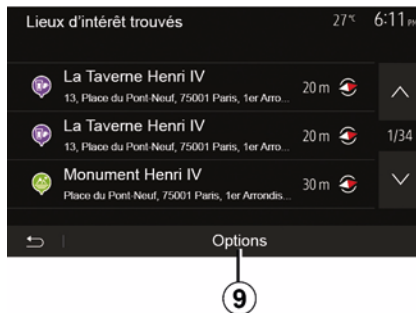 Lieux d'intérêt trouvés
27°C
6:11 PM
La Taverne Henri IV
13, Place du Pont-Neuf, 75001 Paris, 1er Arro...
20 m
La Taverne Henri IV
13, Place du Pont-Neuf, 75001 Paris, 1er Arro...
20 m
1/34
Monument Henri IV
Place du Pont-Neuf, 75001 Paris, 1er Arrondis...
30 m
Options
9